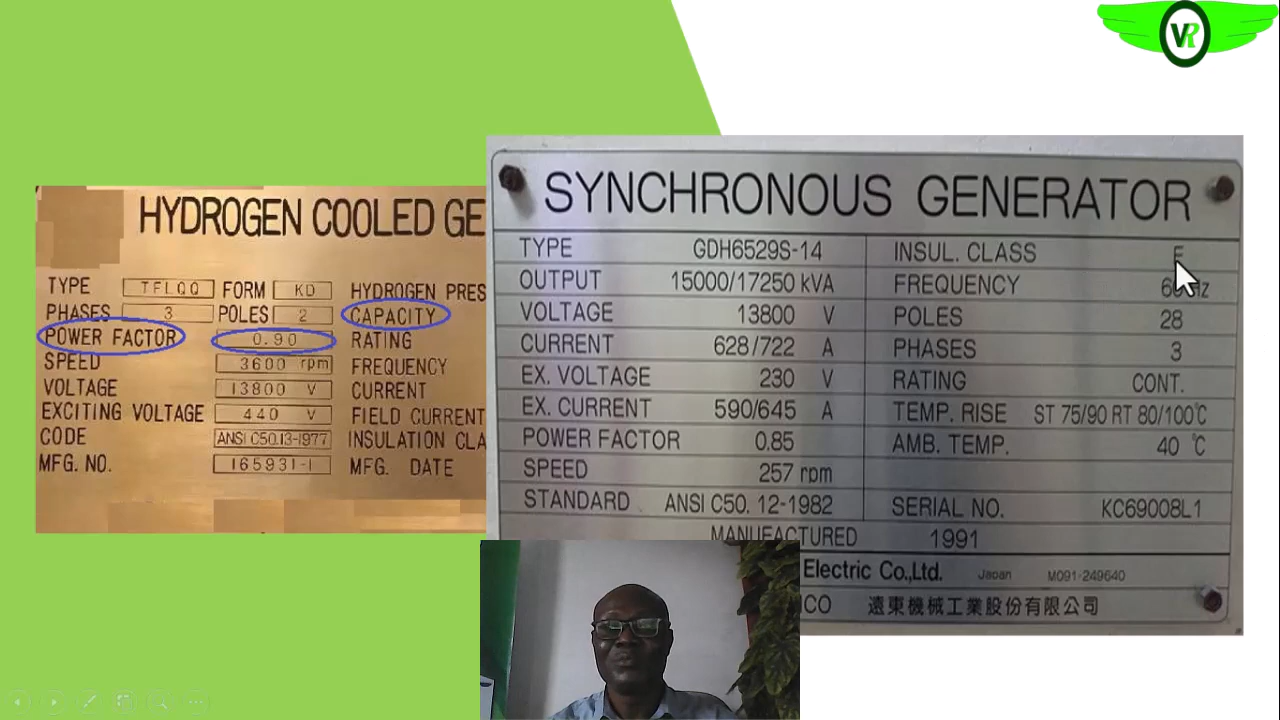 VR
HYDROGEN COOLED GE
TYPE TFLQQ FORM KD HYDROGEN PRES
PHASES 3 POLES 2 CAPACITY
POWER FACTOR 0.90 RATING
SPEED 3600 rpm FREQUENCY
VOLTAGE 13800 V CURRENT
EXCITING VOLTAGE 440 V FIELD CURRENT
CODE ANSI C50.13-1977 INSULATION CLA
MFG. NO. 165931-1 MFG. DATE
SYNCHRONOUS GENERATOR
TYPE GDH6529S-14 INSUL. CLASS
OUTPUT 15000/17250 kVA FREQUENCY
VOLTAGE 13800 V POLES 28
CURRENT 628/722 A PHASES 3
EX. VOLTAGE 230 V RATING CONT.
EX. CURRENT 590/645 A TEMP. RISE ST 75/90 RT 80/100℃
POWER FACTOR 0.85 AMB. TEMP. 40 ℃
SPEED 257 rpm
STANDARD ANSI C50. 12-1982 SERIAL NO. KC69008L1
MANUFACTURED 1991
Electric Co.,Ltd. Japan M091-249640
遠東機械工業股份有限公司